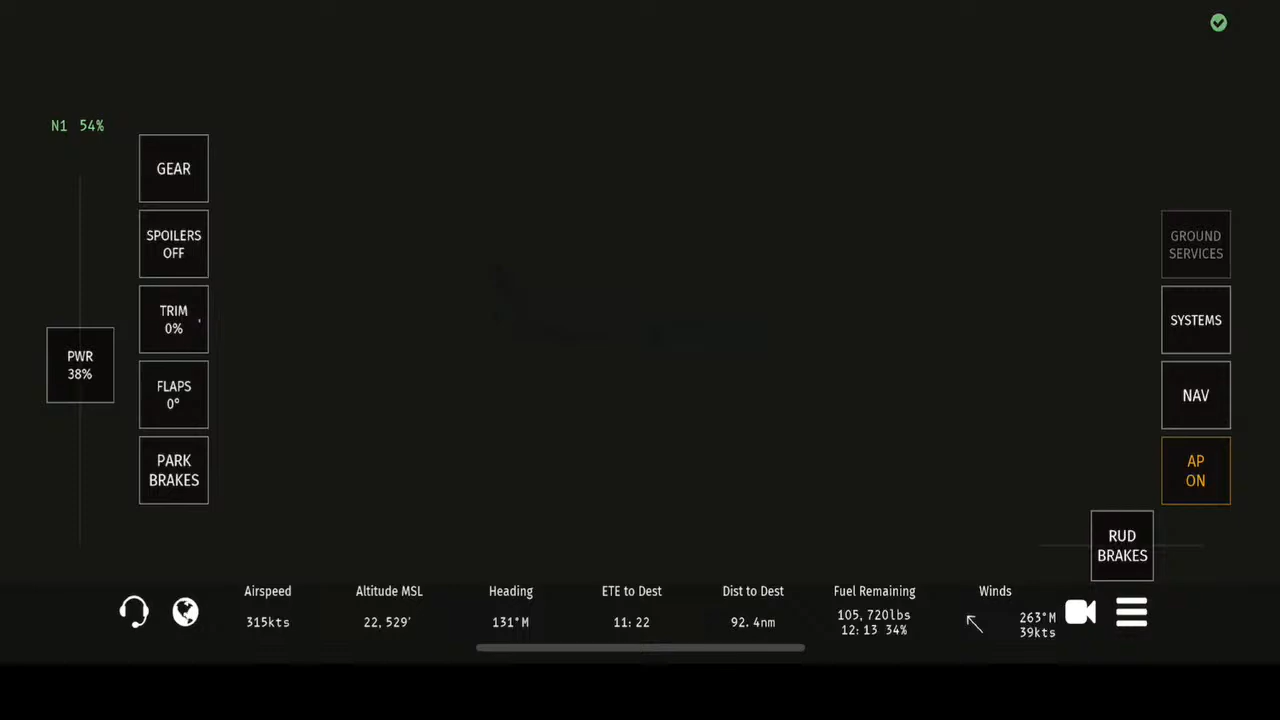 N1 54%
GEAR
SPOILERS
OFF
TRIM
0%
PWR
38%
FLAPS
0°
PARK
BRAKES
GROUND
SERVICES
SYSTEMS
NAV
AP
ON
RUD
BRAKES
Airspeed
315kts
Altitude MSL
22,529'
Heading
131°M
ETE to Dest
11:22
Dist to Dest
92.4nm
Fuel Remaining
105,720lbs
12:13 34%
Winds
263°M
39kts